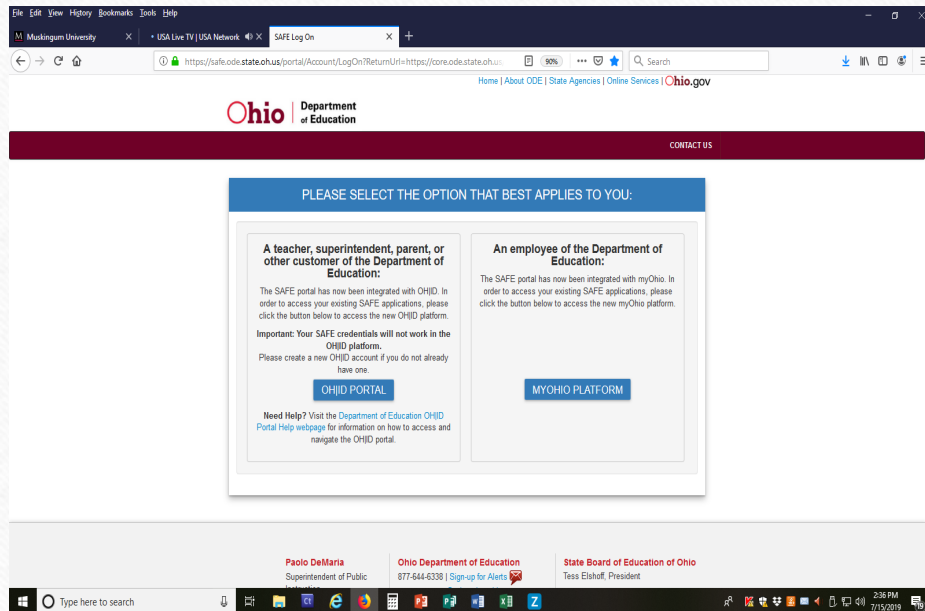 File Edit View History Bookmarks Tools Help
M Muskingum University × • USA Live TV | USA Network × SAFE Log On × +
https://safe.ode.state.oh.us/portal/Account/LogOn?ReturnUrl=https://core.ode.state.oh.us 90% ••• Search
Home | About ODE | State Agencies | Online Services | Ohio.gov
Ohio | Department of Education
CONTACT US
PLEASE SELECT THE OPTION THAT BEST APPLIES TO YOU:
A teacher, superintendent, parent, or
other customer of the Department of
Education:
The SAFE portal has now been integrated with OH|ID. In
order to access your existing SAFE applications, please
click the button below to access the new OH|ID platform.
Important: Your SAFE credentials will not work in the
OH|ID platform.
Please create a new OH|ID account if you do not already
have one.
OH|ID PORTAL
Need Help? Visit the Department of Education OH|ID
Portal Help webpage for information on how to access and
navigate the OH|ID portal.
An employee of the Department of
Education:
The SAFE portal has now been integrated with myOhio. In
order to access your existing SAFE applications, please
click the button below to access the new myOhio platform.
MYOHIO PLATFORM
Paolo DeMaria
Superintendent of Public
Ohio Department of Education
877-644-6338 | Sign-up for Alerts
State Board of Education of Ohio
Tess Elshoff, President
Type here to search
2:36 PM
7/15/2019